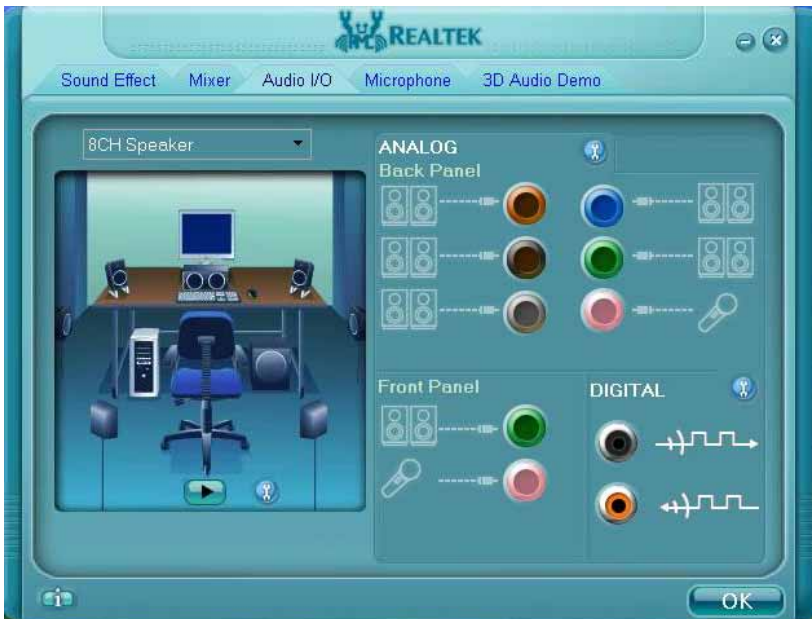 REALTEK
Sound Effect
Mixer
Audio I/O
Microphone
3D Audio Demo
8CH Speaker
ANALOG
Back Panel
Front Panel
DIGITAL
i
OK